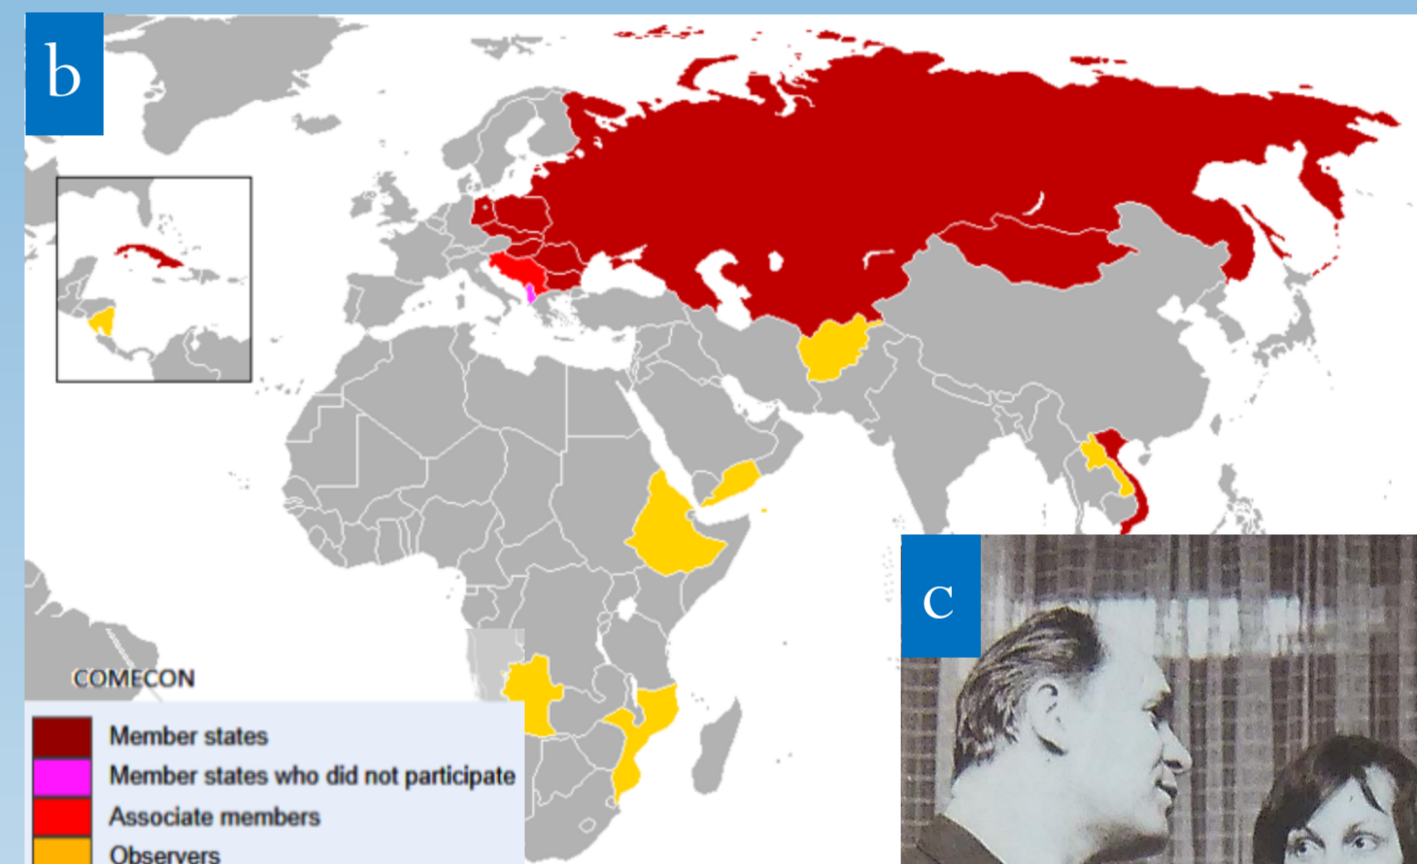 b
c
COMECON
Member states
Member states who did not participate
Associate members
Observers